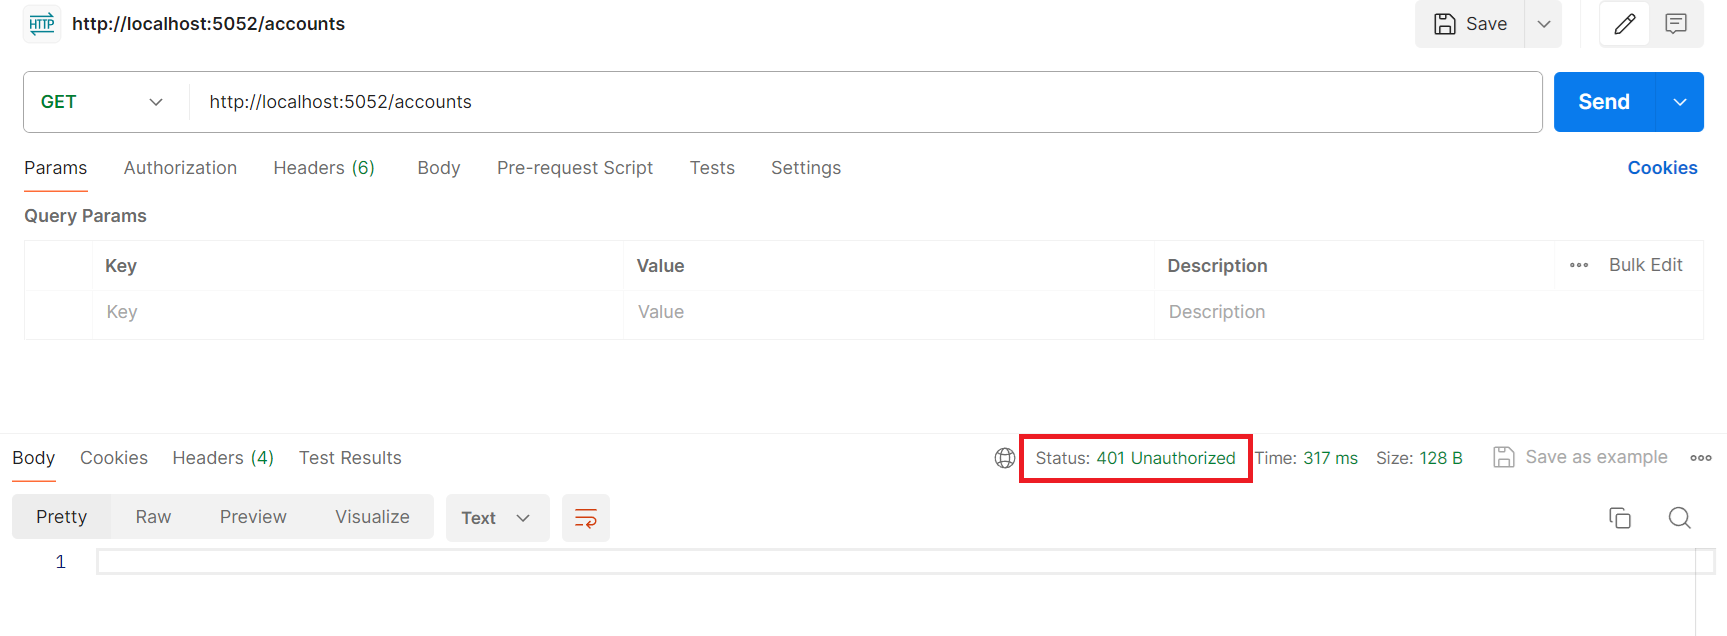 HTTP http://localhost:5052/accounts Save
GET http://localhost:5052/accounts Send
Params Authorization Headers (6) Body Pre-request Script Tests Settings Cookies
Query Params
Key Value Description Bulk Edit
Key Value Description
Body Cookies Headers (4) Test Results Status: 401 Unauthorized Time: 317 ms Size: 128 B Save as example
Pretty Raw Preview Visualize Text
1